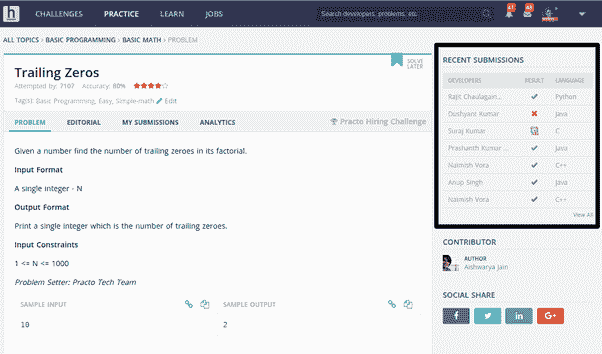 h CHALLENGES PRACTICE LEARN JOBS Search developers, problems, etc.
ALL TOPICS › BASIC PROGRAMMING › BASIC MATH › PROBLEM
Trailing Zeros
SOLVE LATER
Attempted by: 7107 Accuracy: 80%
Tag(s): Basic Programming, Easy, Simple-math Edit
PROBLEM EDITORIAL MY SUBMISSIONS ANALYTICS Practo Hiring Challenge
Given a number find the number of trailing zeroes in its factorial.
Input Format
A single integer - N
Output Format
Print a single integer which is the number of trailing zeroes.
Input Constraints
1 <= N <= 1000
Problem Setter: Practo Tech Team
SAMPLE INPUT
10
SAMPLE OUTPUT
2
RECENT SUBMISSIONS
DEVELOPERS RESULT LANGUAGE
Rajit Chaulagain... Python
Dushyant Kumar Java
Suraj Kumar C
Prashanth Kumar ... Java
Naimish Vora C++
Anup Singh Java
Naimish Vora C++
View All
CONTRIBUTOR
AUTHOR
Aishwarya Jain
SOCIAL SHARE
f in G+